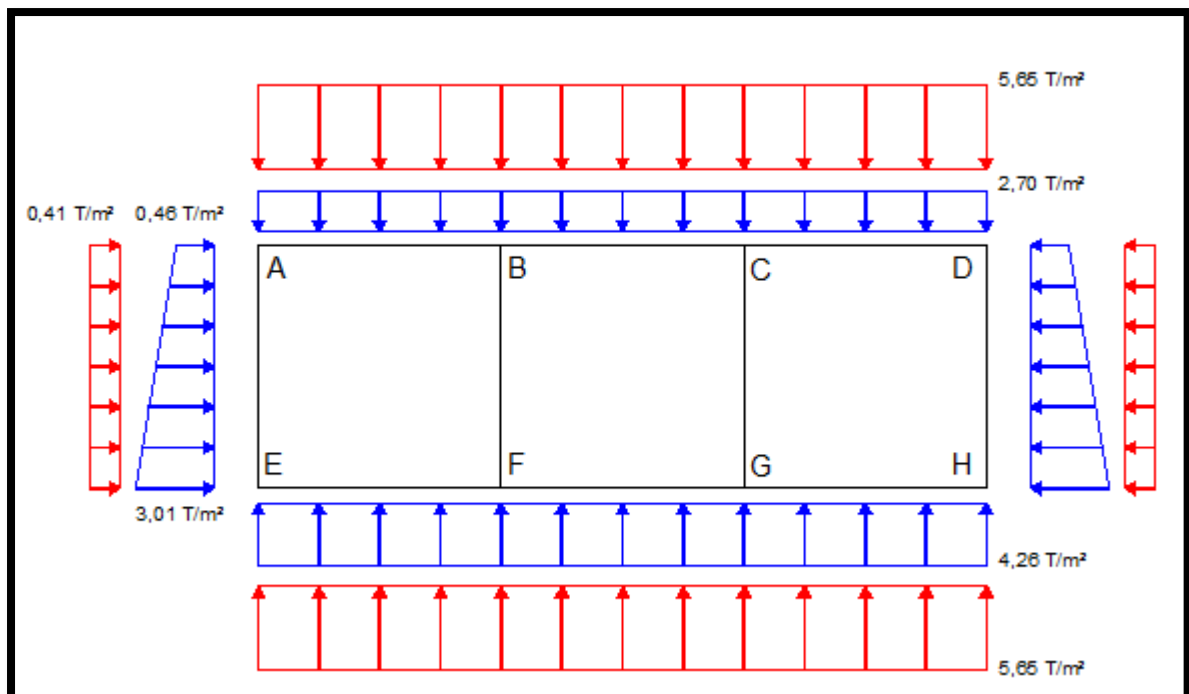 5,65 T/m²
2,70 T/m²
0,41 T/m² 0,46 T/m²
A B C D
E F G H
3,01 T/m²
4,26 T/m²
5,65 T/m²